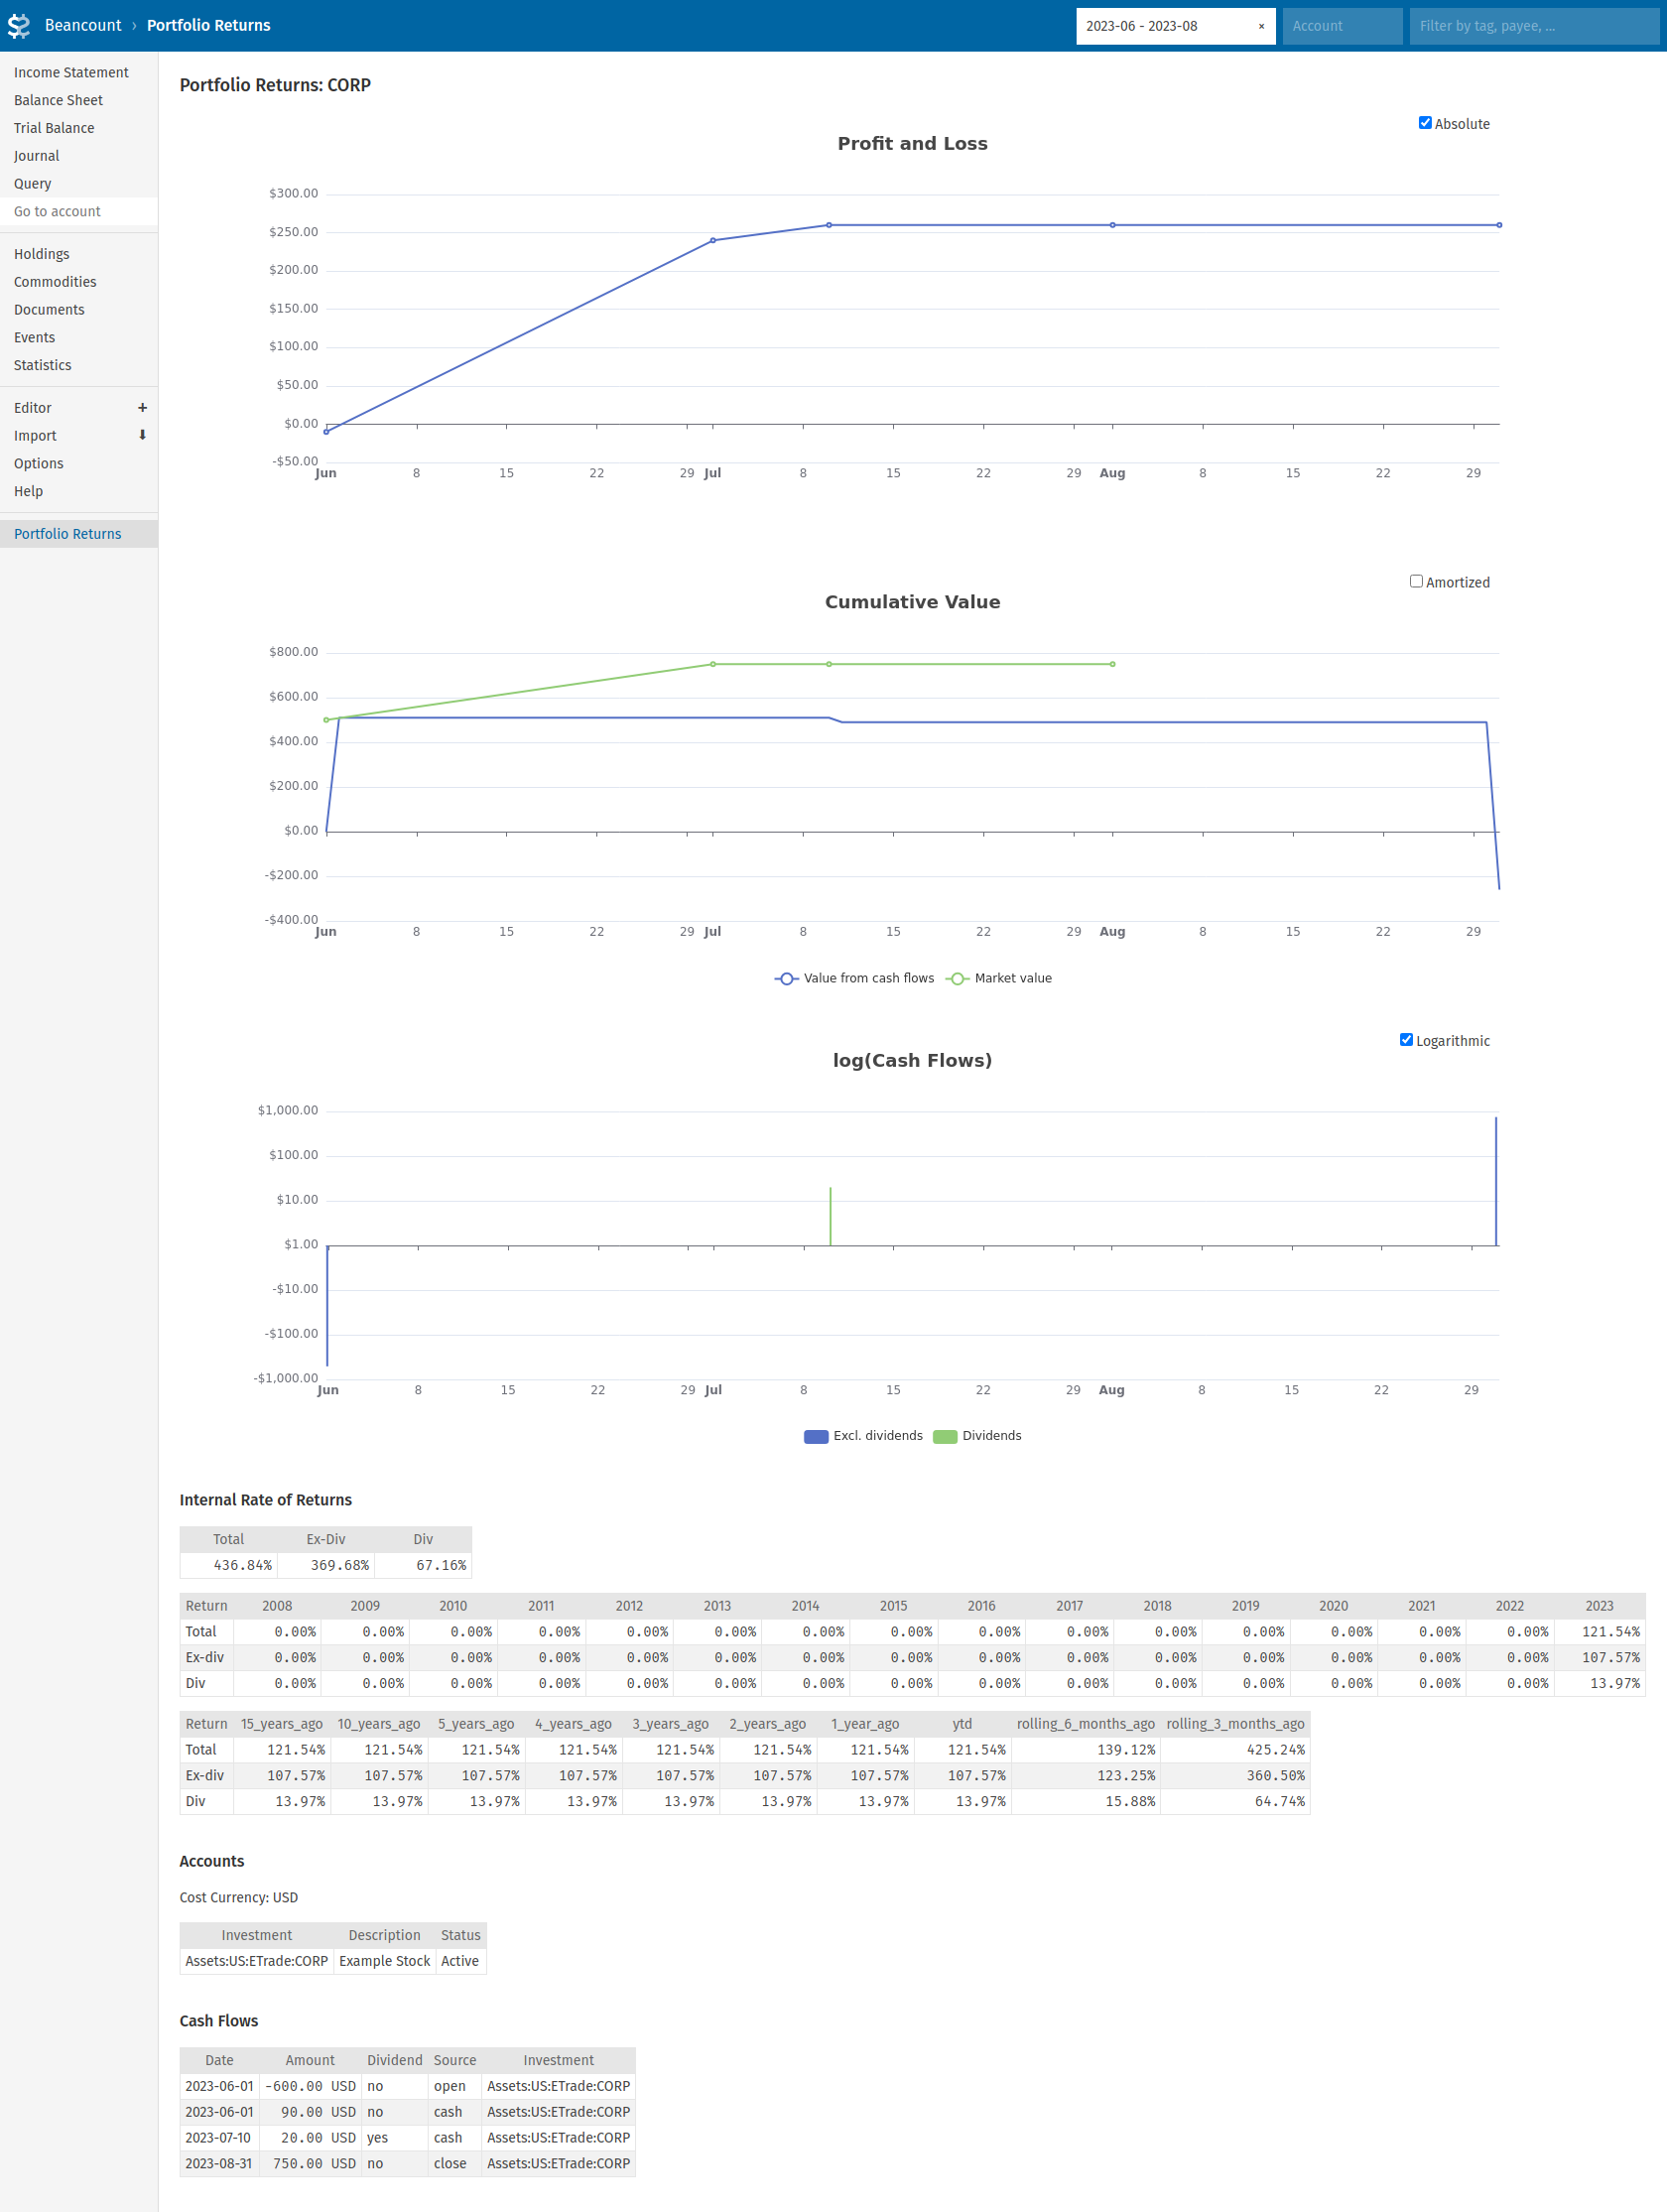 Beancount › Portfolio Returns
2023-06 - 2023-08 ×
Account
Filter by tag, payee, ...
Income Statement
Balance Sheet
Trial Balance
Journal
Query
Go to account
Holdings
Commodities
Documents
Events
Statistics
Editor +
Import ⬇
Options
Help
Portfolio Returns
Portfolio Returns: CORP
Absolute
Profit and Loss
$300.00
$250.00
$200.00
$150.00
$100.00
$50.00
$0.00
-$50.00
Jun 8 15 22 29 Jul 8 15 22 29 Aug 8 15 22 29
Amortized
Cumulative Value
$800.00
$600.00
$400.00
$200.00
$0.00
-$200.00
-$400.00
Jun 8 15 22 29 Jul 8 15 22 29 Aug 8 15 22 29
Value from cash flows Market value
Logarithmic
log(Cash Flows)
$1,000.00
$100.00
$10.00
$1.00
-$10.00
-$100.00
-$1,000.00
Jun 8 15 22 29 Jul 8 15 22 29 Aug 8 15 22 29
Excl. dividends Dividends
Internal Rate of Returns
Total Ex-Div Div
436.84% 369.68% 67.16%
Return 2008 2009 2010 2011 2012 2013 2014 2015 2016 2017 2018 2019 2020 2021 2022 2023
Total 0.00% 0.00% 0.00% 0.00% 0.00% 0.00% 0.00% 0.00% 0.00% 0.00% 0.00% 0.00% 0.00% 0.00% 0.00% 121.54%
Ex-div 0.00% 0.00% 0.00% 0.00% 0.00% 0.00% 0.00% 0.00% 0.00% 0.00% 0.00% 0.00% 0.00% 0.00% 0.00% 107.57%
Div 0.00% 0.00% 0.00% 0.00% 0.00% 0.00% 0.00% 0.00% 0.00% 0.00% 0.00% 0.00% 0.00% 0.00% 0.00% 13.97%
Return 15_years_ago 10_years_ago 5_years_ago 4_years_ago 3_years_ago 2_years_ago 1_year_ago ytd rolling_6_months_ago rolling_3_months_ago
Total 121.54% 121.54% 121.54% 121.54% 121.54% 121.54% 121.54% 121.54% 139.12% 425.24%
Ex-div 107.57% 107.57% 107.57% 107.57% 107.57% 107.57% 107.57% 107.57% 123.25% 360.50%
Div 13.97% 13.97% 13.97% 13.97% 13.97% 13.97% 13.97% 13.97% 15.88% 64.74%
Accounts
Cost Currency: USD
Investment Description Status
Assets:US:ETrade:CORP Example Stock Active
Cash Flows
Date Amount Dividend Source Investment
2023-06-01 -600.00 USD no open Assets:US:ETrade:CORP
2023-06-01 90.00 USD no cash Assets:US:ETrade:CORP
2023-07-10 20.00 USD yes cash Assets:US:ETrade:CORP
2023-08-31 750.00 USD no close Assets:US:ETrade:CORP